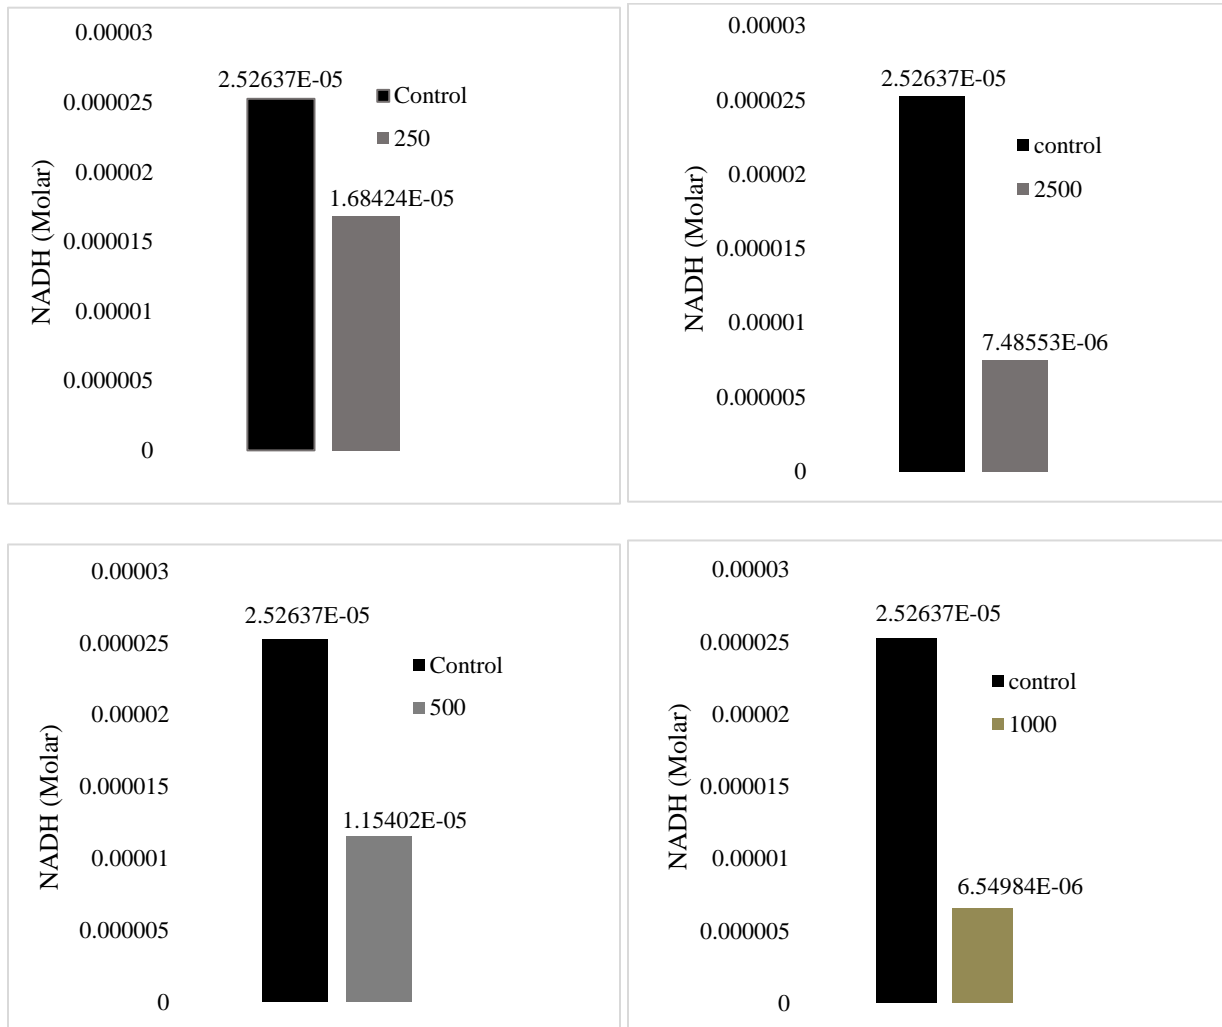 0.00003
2.52637E-05
0.000025
Control
250
0.00002
1.68424E-05
0.000015
0.00001
0.000005
0
NADH (Molar)
0.00003
2.52637E-05
0.000025
control
2500
0.00002
0.000015
0.00001
7.48553E-06
0.000005
0
NADH (Molar)
0.00003
2.52637E-05
0.000025
Control
500
0.00002
0.000015
1.15402E-05
0.00001
0.000005
0
NADH (Molar)
0.00003
2.52637E-05
0.000025
control
1000
0.00002
0.000015
0.00001
6.54984E-06
0.000005
0
NADH (Molar)